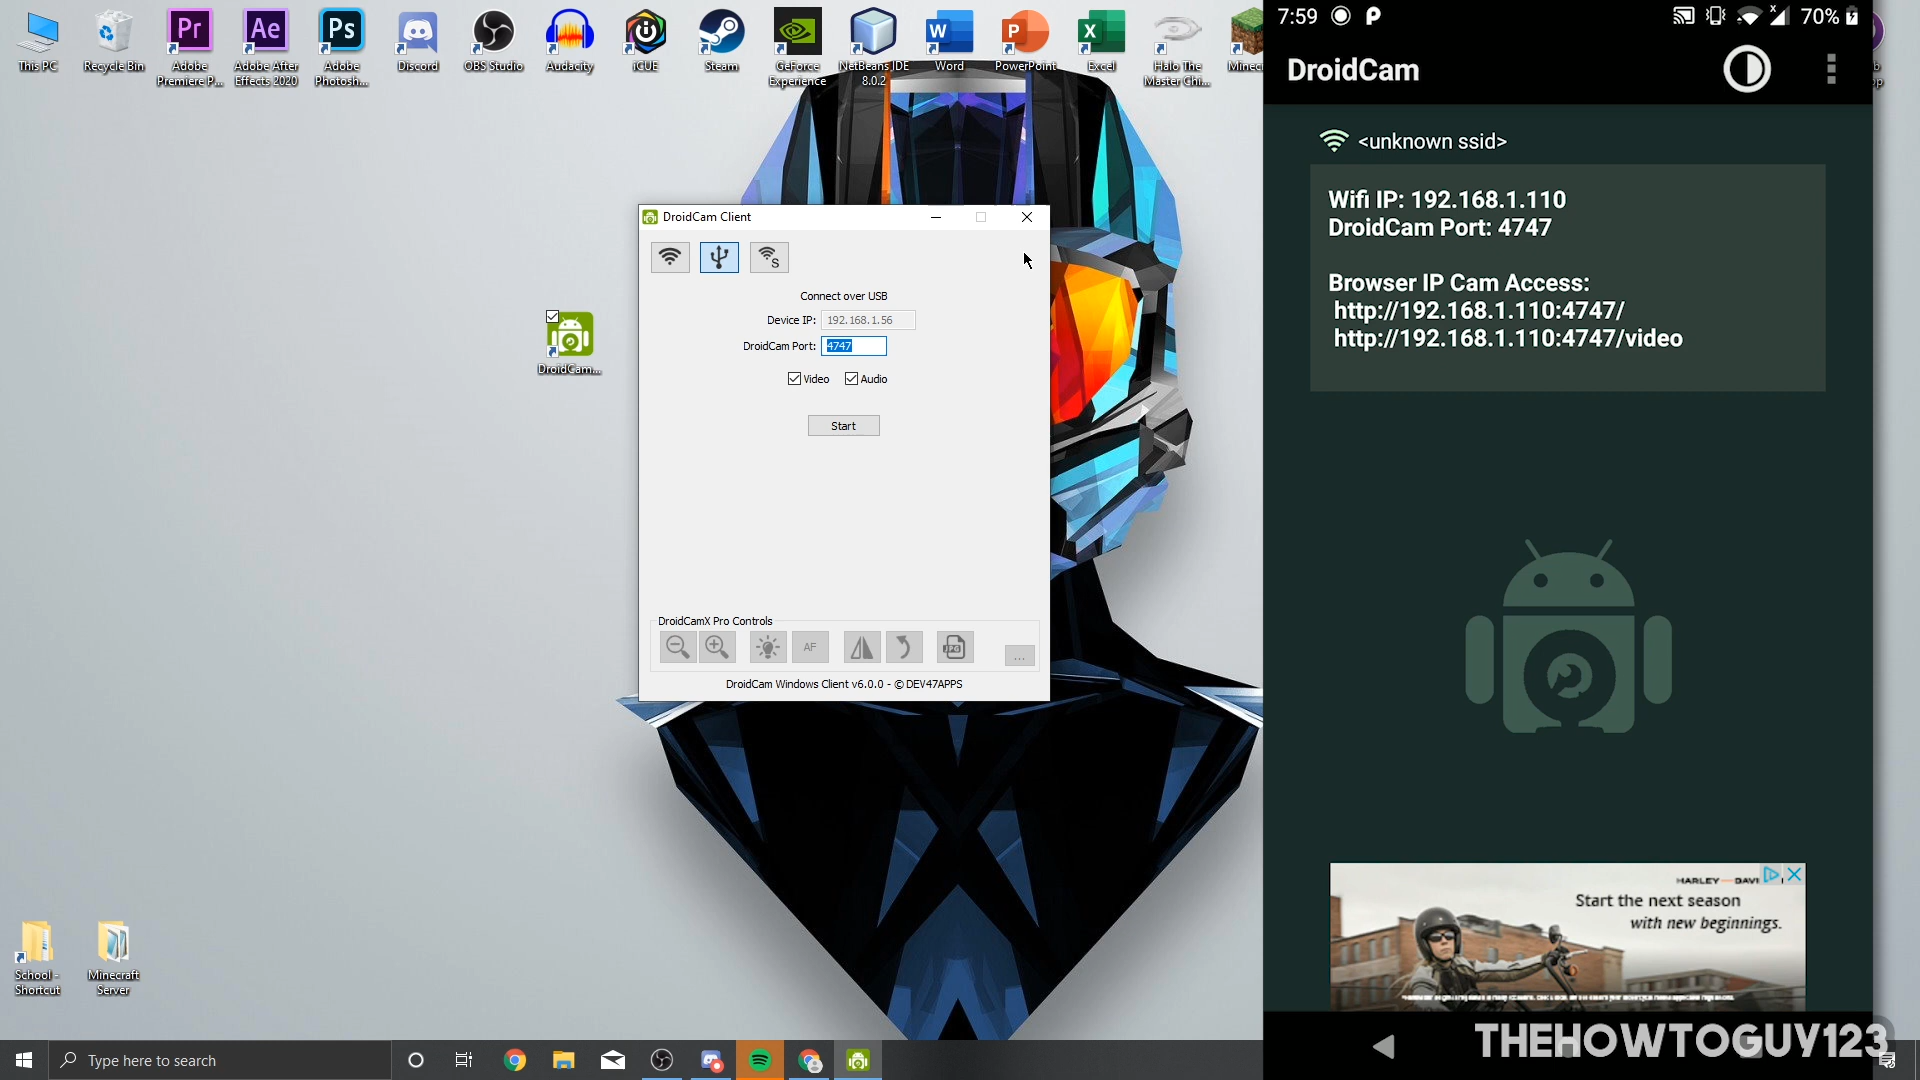 This PC
Recycle Bin
Pr
Adobe
Premiere P...
Ae
Adobe After
Effects 2020
Ps
Adobe
Photosh...
Discord
OBS Studio
Audacity
iCUE
Steam
GeForce
Experience
NetBeans IDE
8.0.2
W
Word
P
PowerPoint
X
Excel
Halo The
Master Chi...
7:59
70%
DroidCam
<unknown ssid>
Wifi IP: 192.168.1.110
DroidCam Port: 4747
Browser IP Cam Access:
http://192.168.1.110:4747/
http://192.168.1.110:4747/video
DroidCam...
DroidCam Client
S
Connect over USB
Device IP: 192.168.1.56
DroidCam Port: 4747
Video Audio
Start
DroidCamX Pro Controls
AF
JPG
...
DroidCam Windows Client v6.0.0 - © DEV47APPS
Start the next season
with new beginnings.
School -
Shortcut
Minecraft
Server
Type here to search
THEHOWTOGUY123